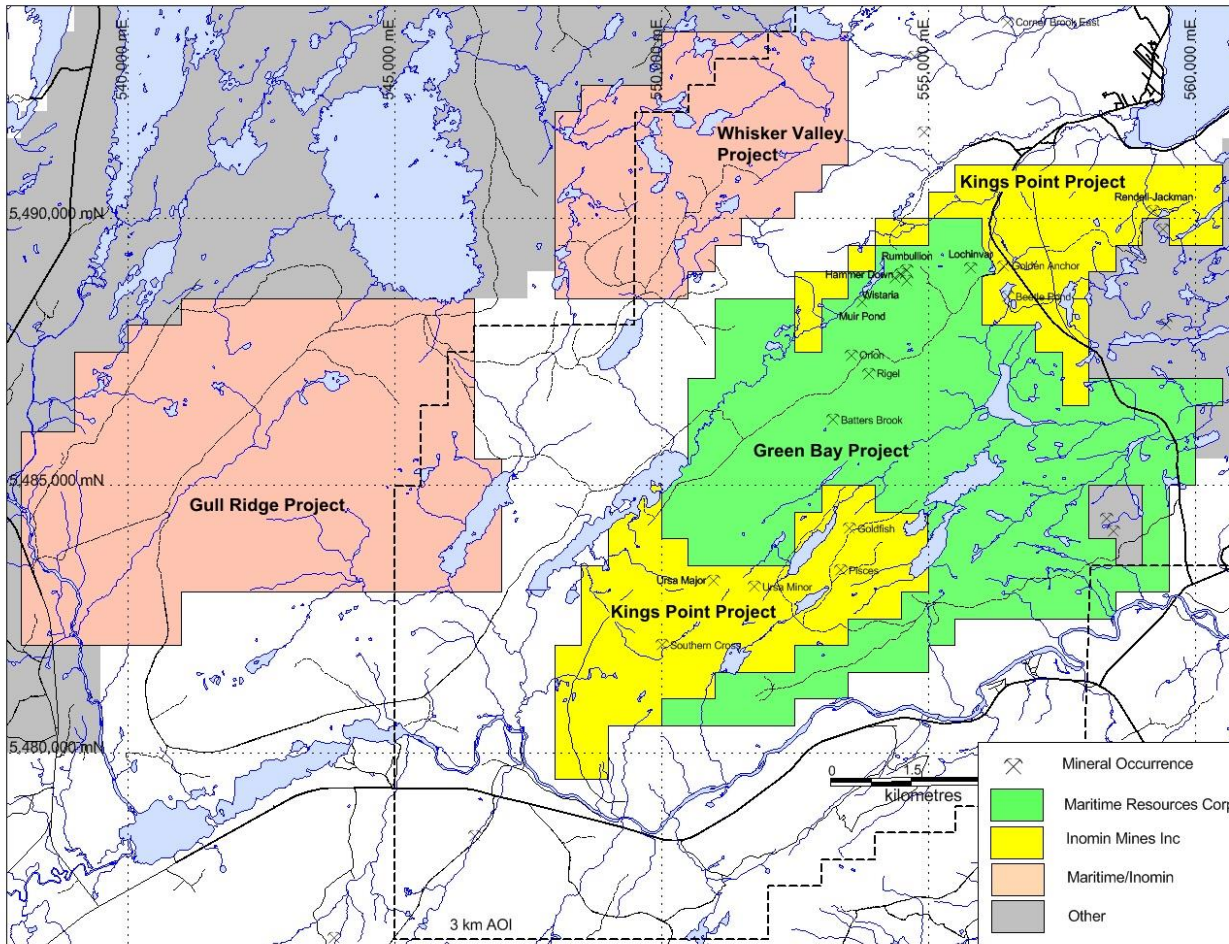 540,000 mE
545,000 mE
550,000 mE
555,000 mE
560,000 mE
Corner Brook East
Whisker Valley
Project
Kings Point Project
Rendell-Jackman
5,490,000 mN
Rumbullion
Lochinvar
Golden Anchor
Hammer Down
Wistaria
Beetle Pond
Muir Pond
Orion
Rigel
Batters Brook
Green Bay Project
5,485,000 mN
Gull Ridge Project
Goldfish
Pisces
Ursa Major
Ursa Minor
Kings Point Project
Southern Cross
5,480,000 mN
0 1.5
kilometres
3 km AOI
Mineral Occurrence
Maritime Resources Corp
Inomin Mines Inc
Maritime/Inomin
Other